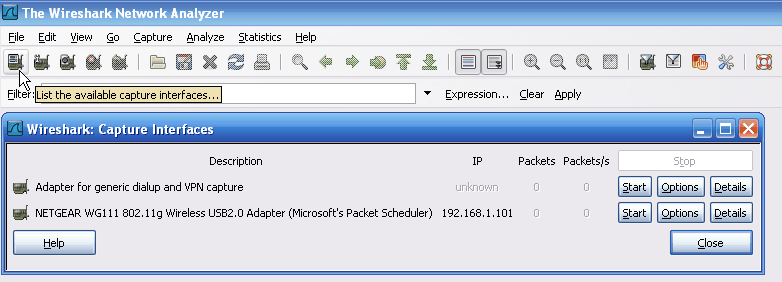 The Wireshark Network Analyzer
File Edit View Go Capture Analyze Statistics Help
List the available capture interfaces...
Filter: Expression... Clear Apply
Wireshark: Capture Interfaces
Description IP Packets Packets/s Stop
Adapter for generic dialup and VPN capture unknown 0 0 Start Options Details
NETGEAR WG111 802.11g Wireless USB2.0 Adapter (Microsoft's Packet Scheduler) 192.168.1.101 0 0 Start Options Details
Help Close